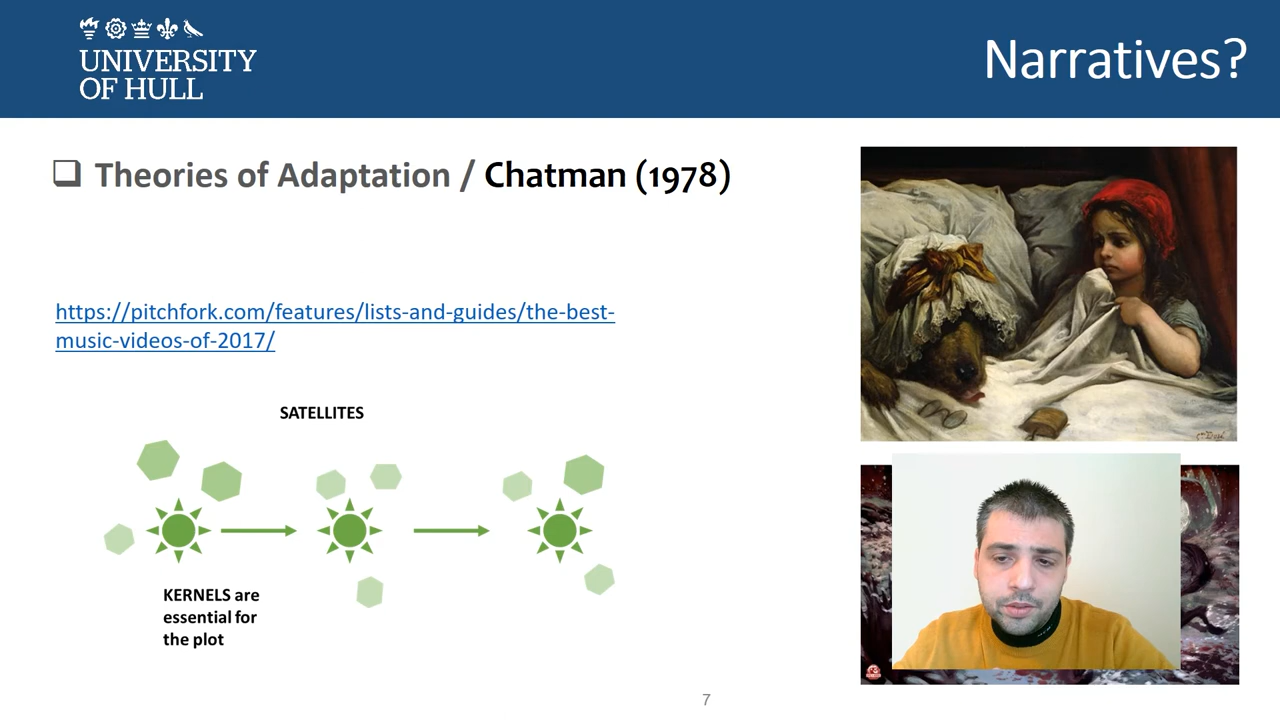 UNIVERSITY
OF HULL
Narratives?
Theories of Adaptation / Chatman (1978)
https://pitchfork.com/features/lists-and-guides/the-best-
music-videos-of-2017/
SATELLITES
KERNELS are
essential for
the plot
7